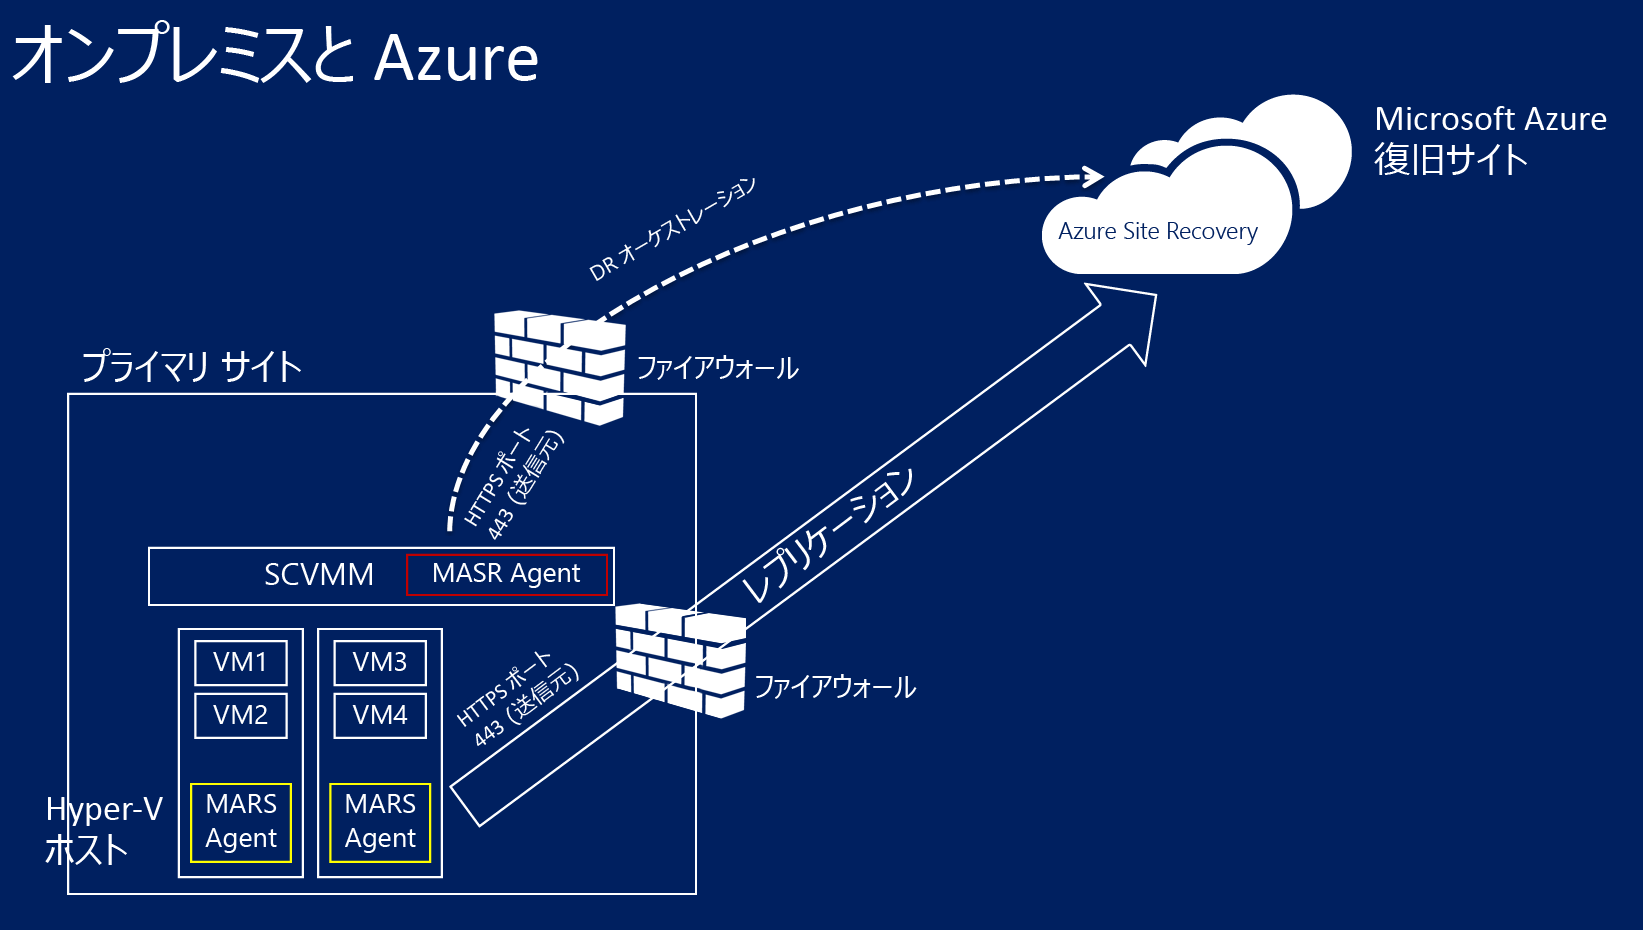 オンプレミスと Azure
Microsoft Azure
復旧サイト
Azure Site Recovery
DR オーケストレーション
プライマリ サイト
ファイアウォール
HTTPS ポート
443 (送信元)
SCVMM
MASR Agent
レプリケーション
VM1
VM3
VM2
VM4
HTTPS ポート
443 (送信元)
ファイアウォール
Hyper-V
ホスト
MARS
Agent
MARS
Agent